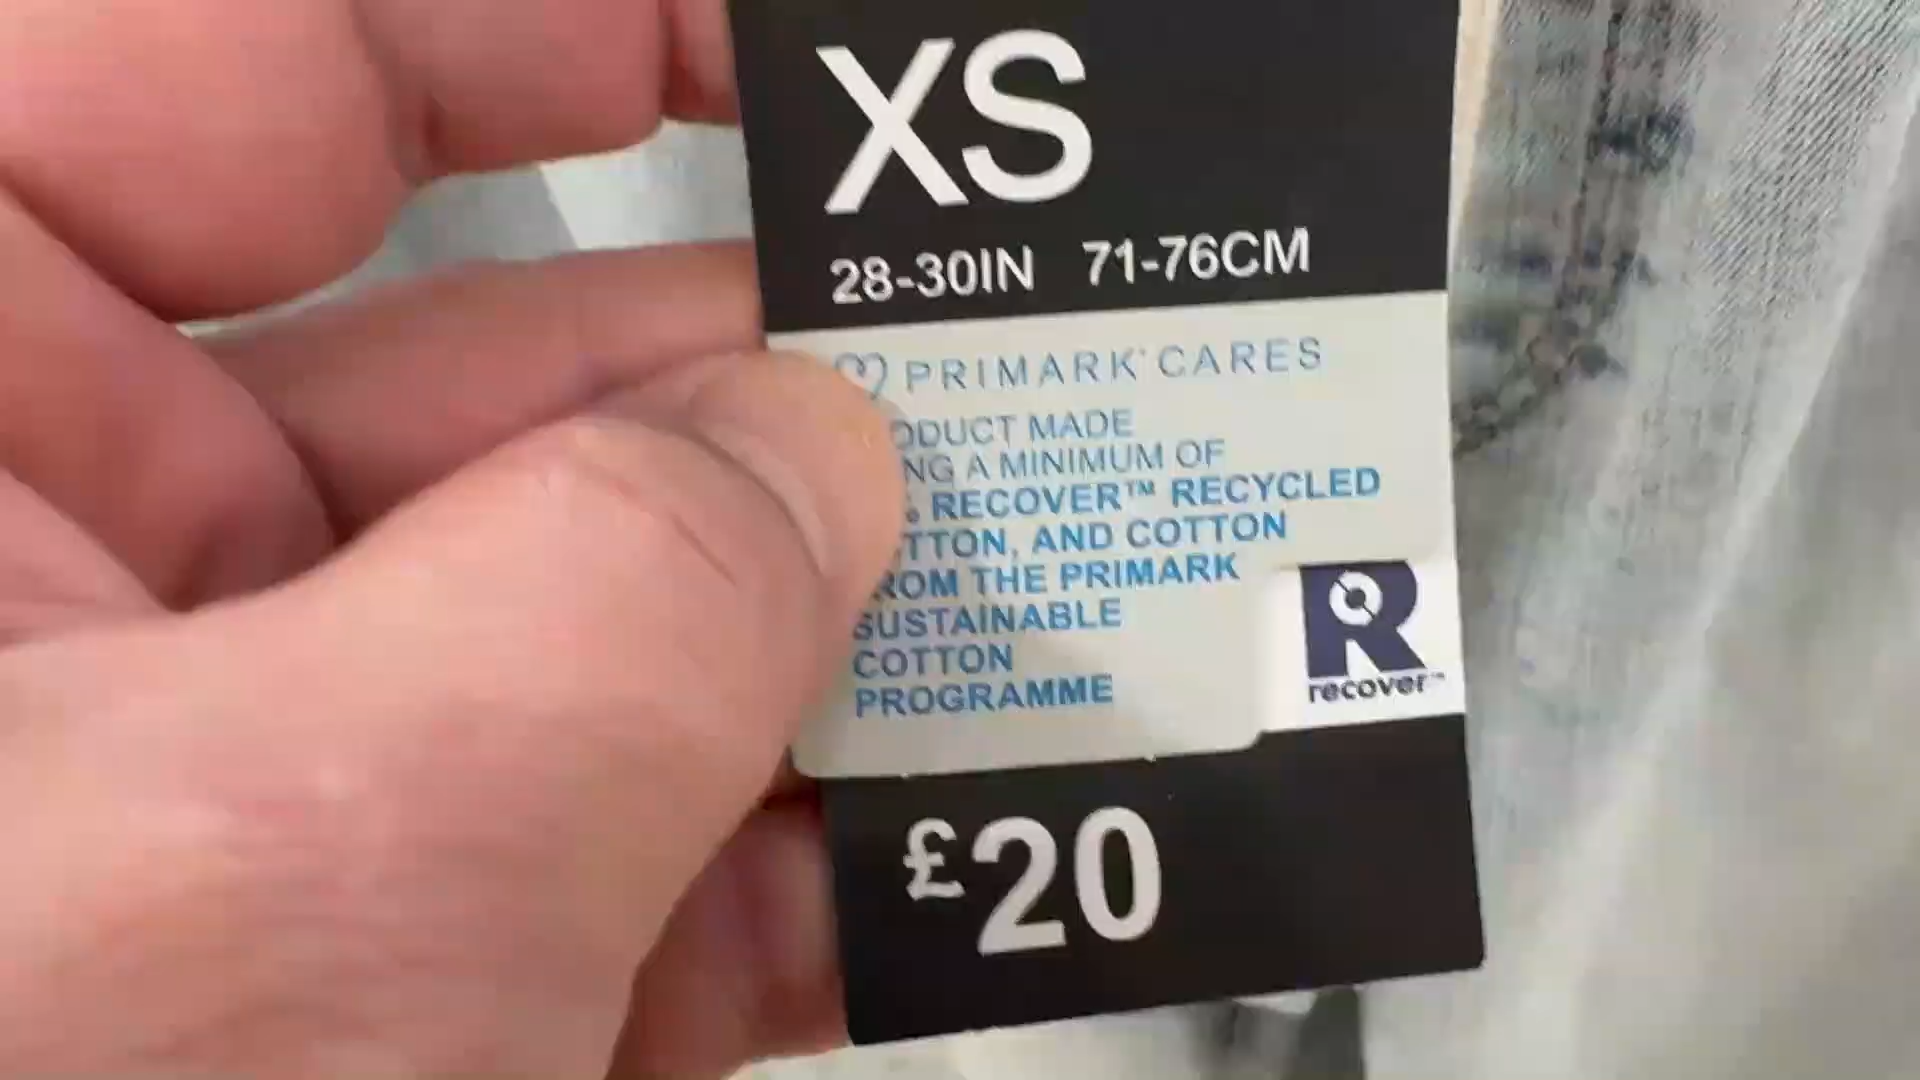 XS
28-30IN 71-76CM
PRIMARK CARES
ODUCT MADE
NG A MINIMUM OF
% RECOVER™ RECYCLED
TTON, AND COTTON
ROM THE PRIMARK
SUSTAINABLE
COTTON
PROGRAMME
R
recover™
£20